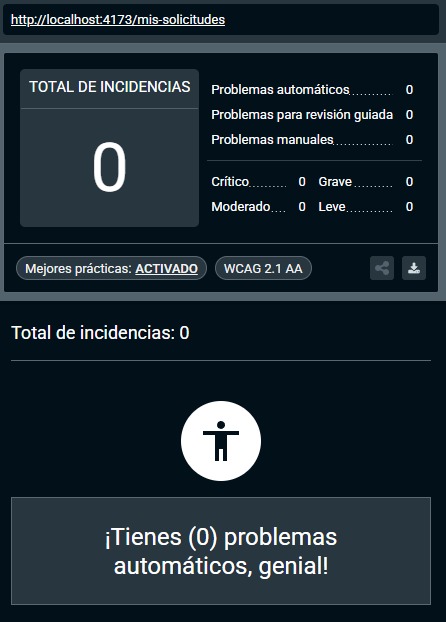 http://localhost:4173/mis-solicitudes
TOTAL DE INCIDENCIAS
0
Problemas automáticos 0
Problemas para revisión guiada 0
Problemas manuales 0
Crítico 0 Grave 0
Moderado 0 Leve 0
Mejores prácticas: ACTIVADO WCAG 2.1 AA
Total de incidencias: 0
¡Tienes (0) problemas
automáticos, genial!